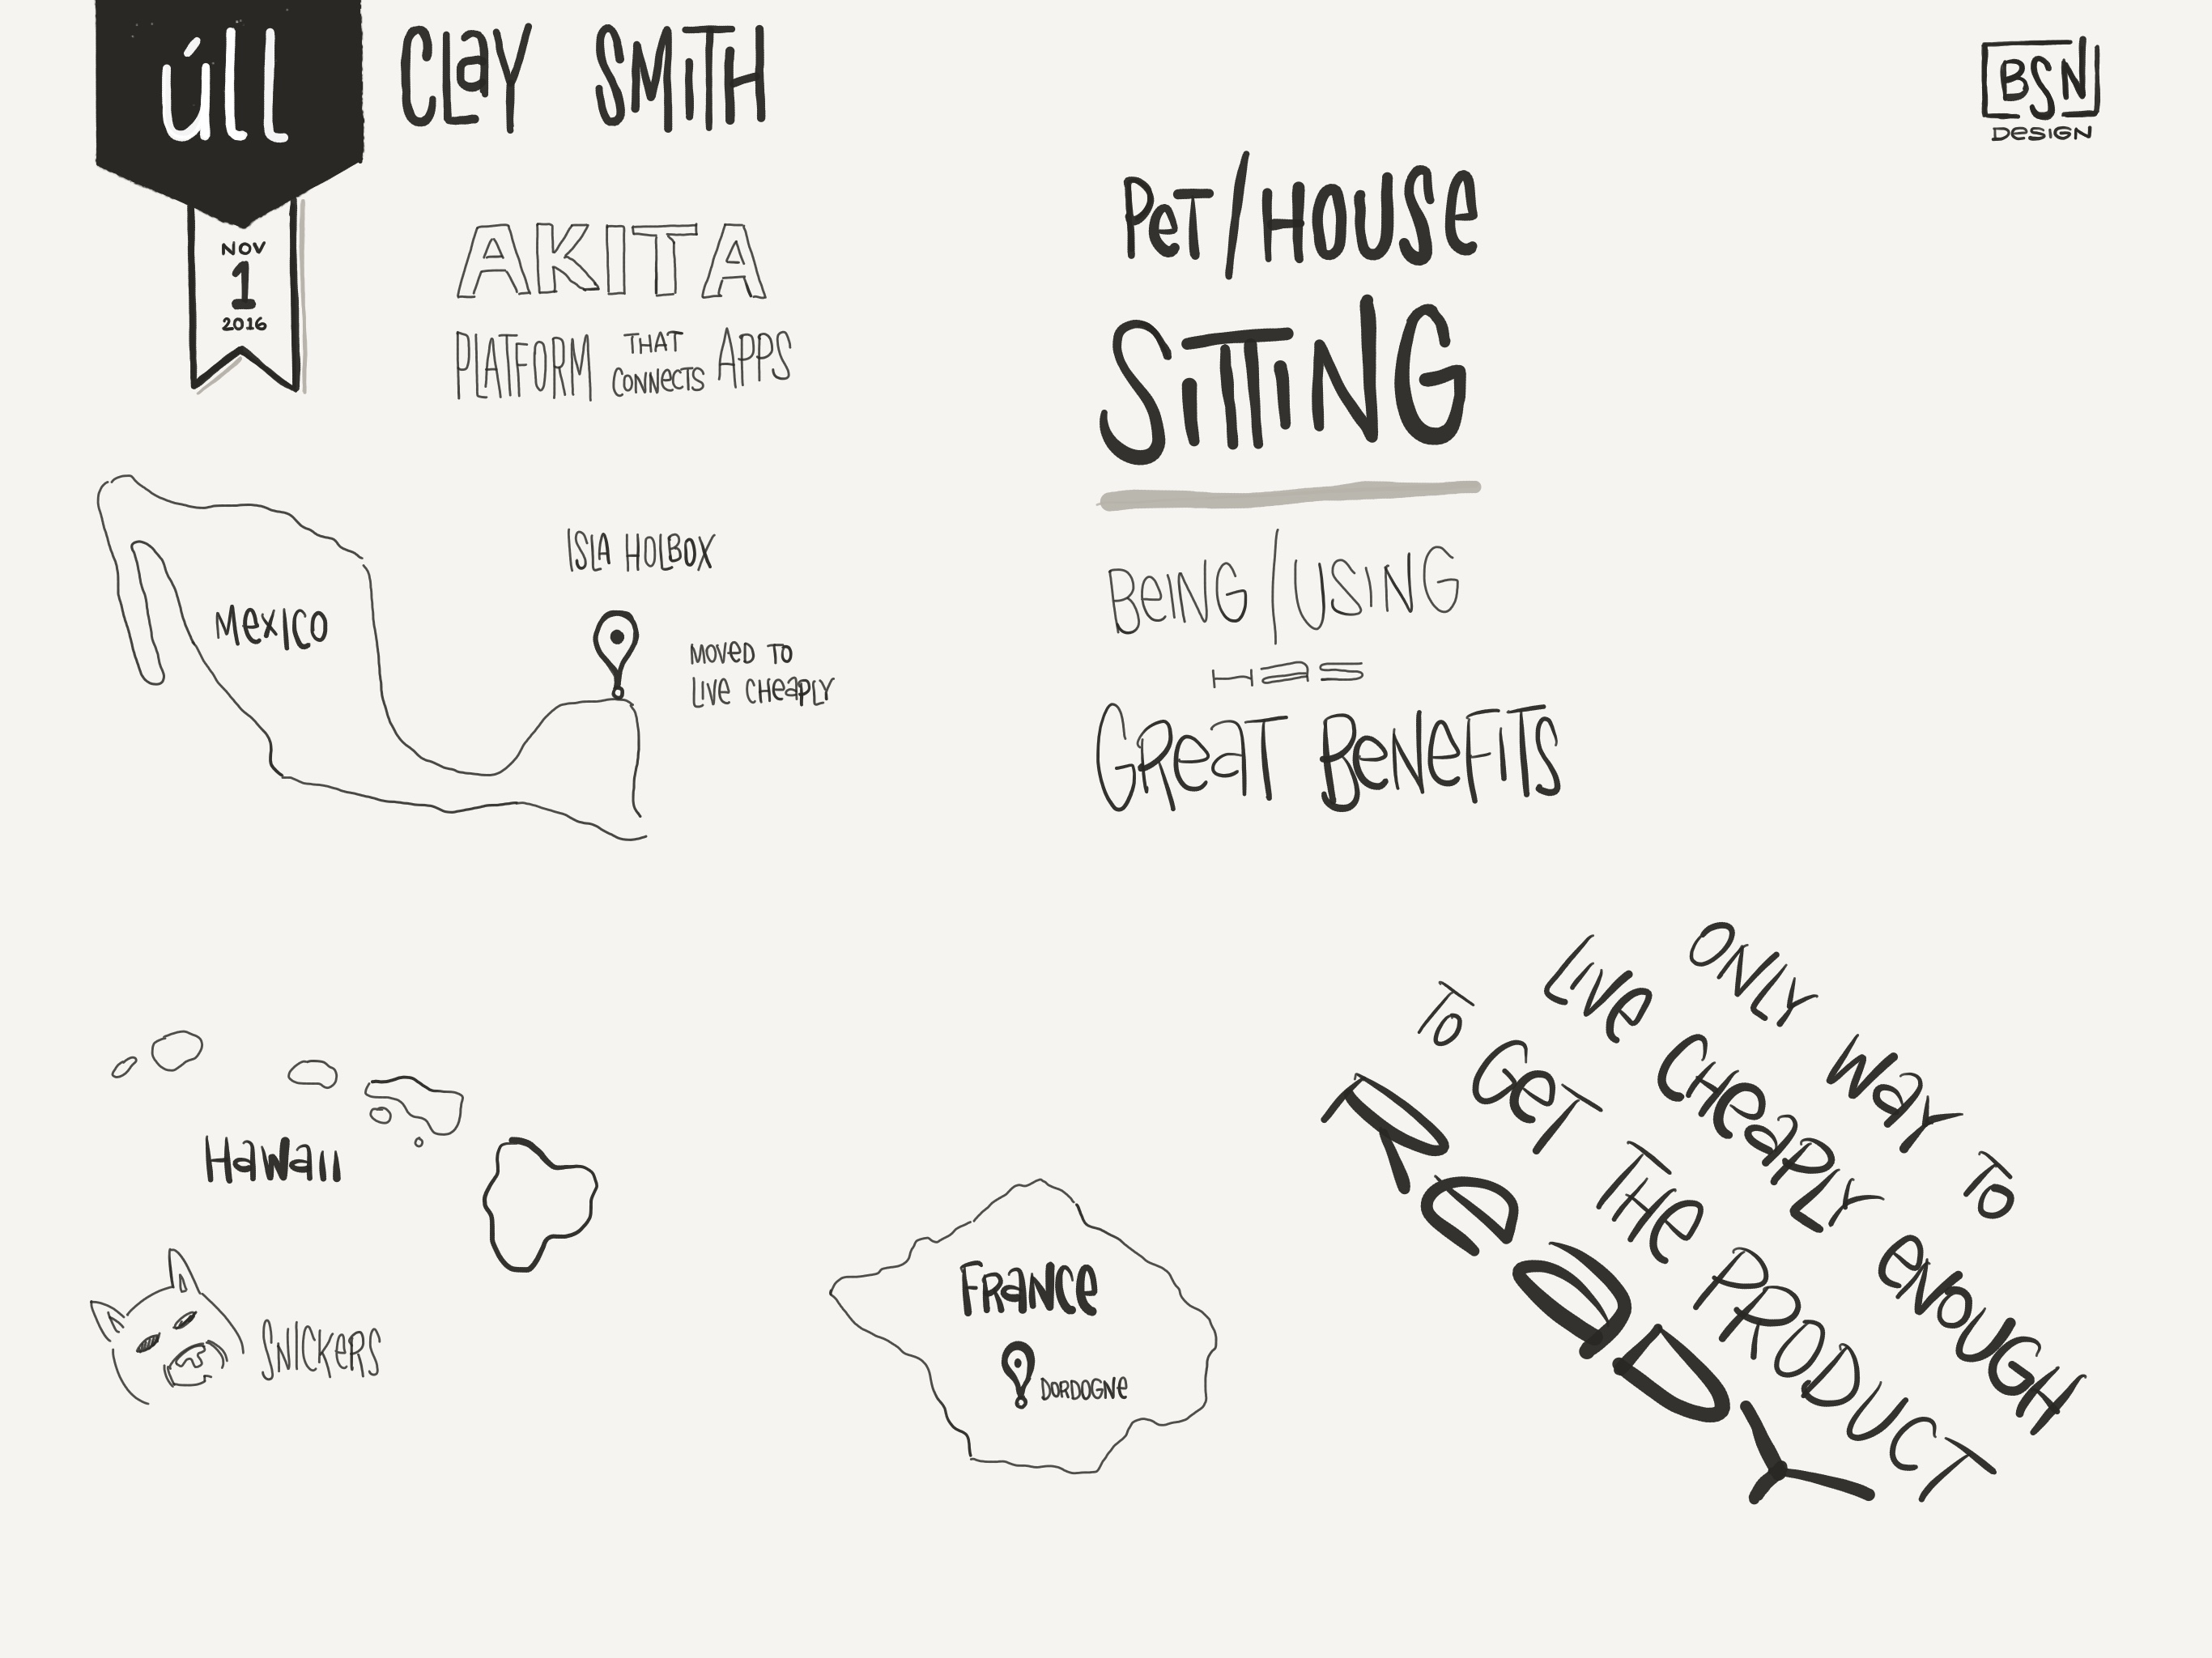 úll
CLaY SMiTH
NOV
1
2016
AKITA
PLATFORM THAT CONNeCTS APPS
MeXICO
ISLA HOLBOX
MOVeD TO
LIVe CHeaPLY
BSN
DeSIGN
PeT/HOUSe
SiTTiNG
BeING/USING
HaS
GReaT BeNeFITS
HaWaII
SNICKeRS
FRaNCe
DORDOGNe
ONLY WaY TO
LIVe CHeaPLY eNOUGH
TO GeT THe PRODUCT
ReaDY